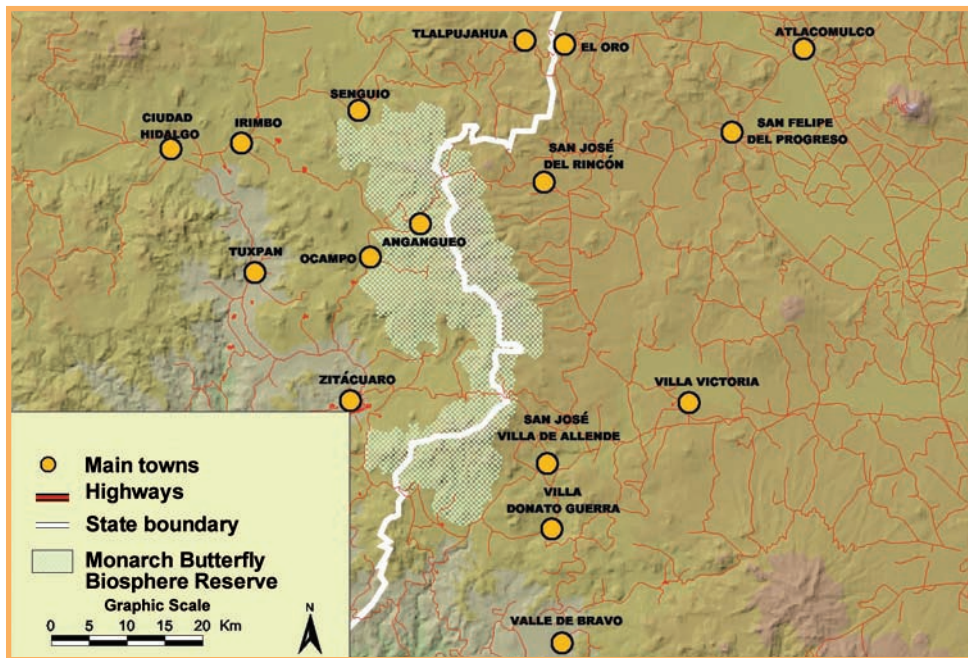 TLALPUJAHUA
EL ORO
ATLACOMULCO
SENGUIO
CIUDAD
HIDALGO
IRIMBO
SAN FELIPE
DEL PROGRESO
SAN JOSÉ
DEL RINCÓN
ANGANGUEO
OCAMPO
TUXPAN
ZITÁCUARO
VILLA VICTORIA
SAN JOSÉ
VILLA DE ALLENDE
VILLA
DONATO GUERRA
VALLE DE BRAVO
Main towns
Highways
State boundary
Monarch Butterfly
Biosphere Reserve
Graphic Scale
0 5 10 15 20 Km
N